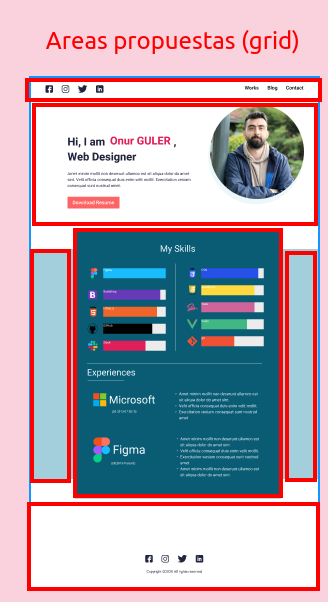 Areas propuestas (grid)
Works Blog Contact
Hi, I am Onur GULER ,
Web Designer
Amet minim mollit non deserunt ullamco est sit aliqua
dolor do amet sint. Velit officia consequat duis enim velit mollit. Exercitation veniam
consequat sunt nostrud amet.
Download Resume
My Skills
Figma
CSS
Bootstrap
Sass
Github
Git
Experiences
Microsoft
Amet minim mollit non deserunt ullamco est
sit aliqua dolor do amet sint.
Velit officia consequat duis enim velit mollit.
Exercitation veniam consequat sunt nostrud
amet
Figma
Amet minim mollit non deserunt ullamco est
sit aliqua dolor do amet sint.
Velit officia consequat duis enim velit mollit.
Exercitation veniam consequat sunt nostrud
amet
Amet minim mollit non deserunt ullamco est
sit aliqua dolor do amet sint.
Copyright ©2020 All rights reserved